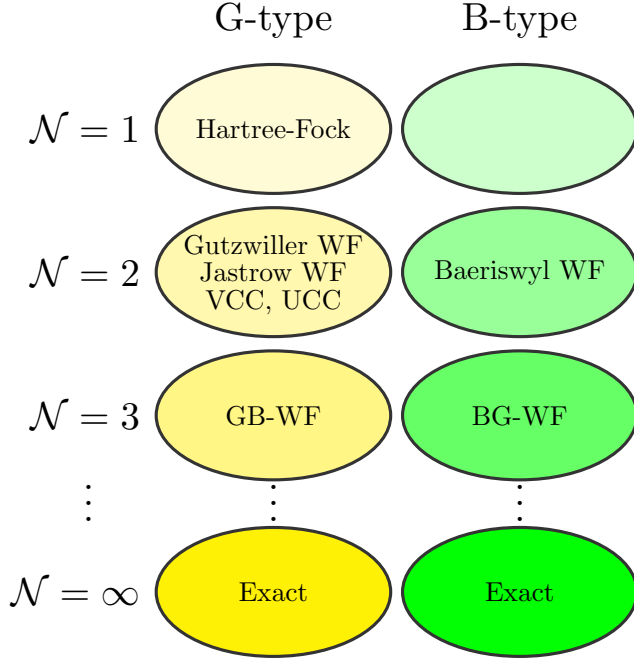 G-type B-type
𝒩 = 1 Hartree-Fock
𝒩 = 2 Gutzwiller WF
Jastrow WF
VCC, UCC
Baeriswyl WF
𝒩 = 3 GB-WF BG-WF
⋮ ⋮ ⋮
𝒩 = ∞ Exact Exact